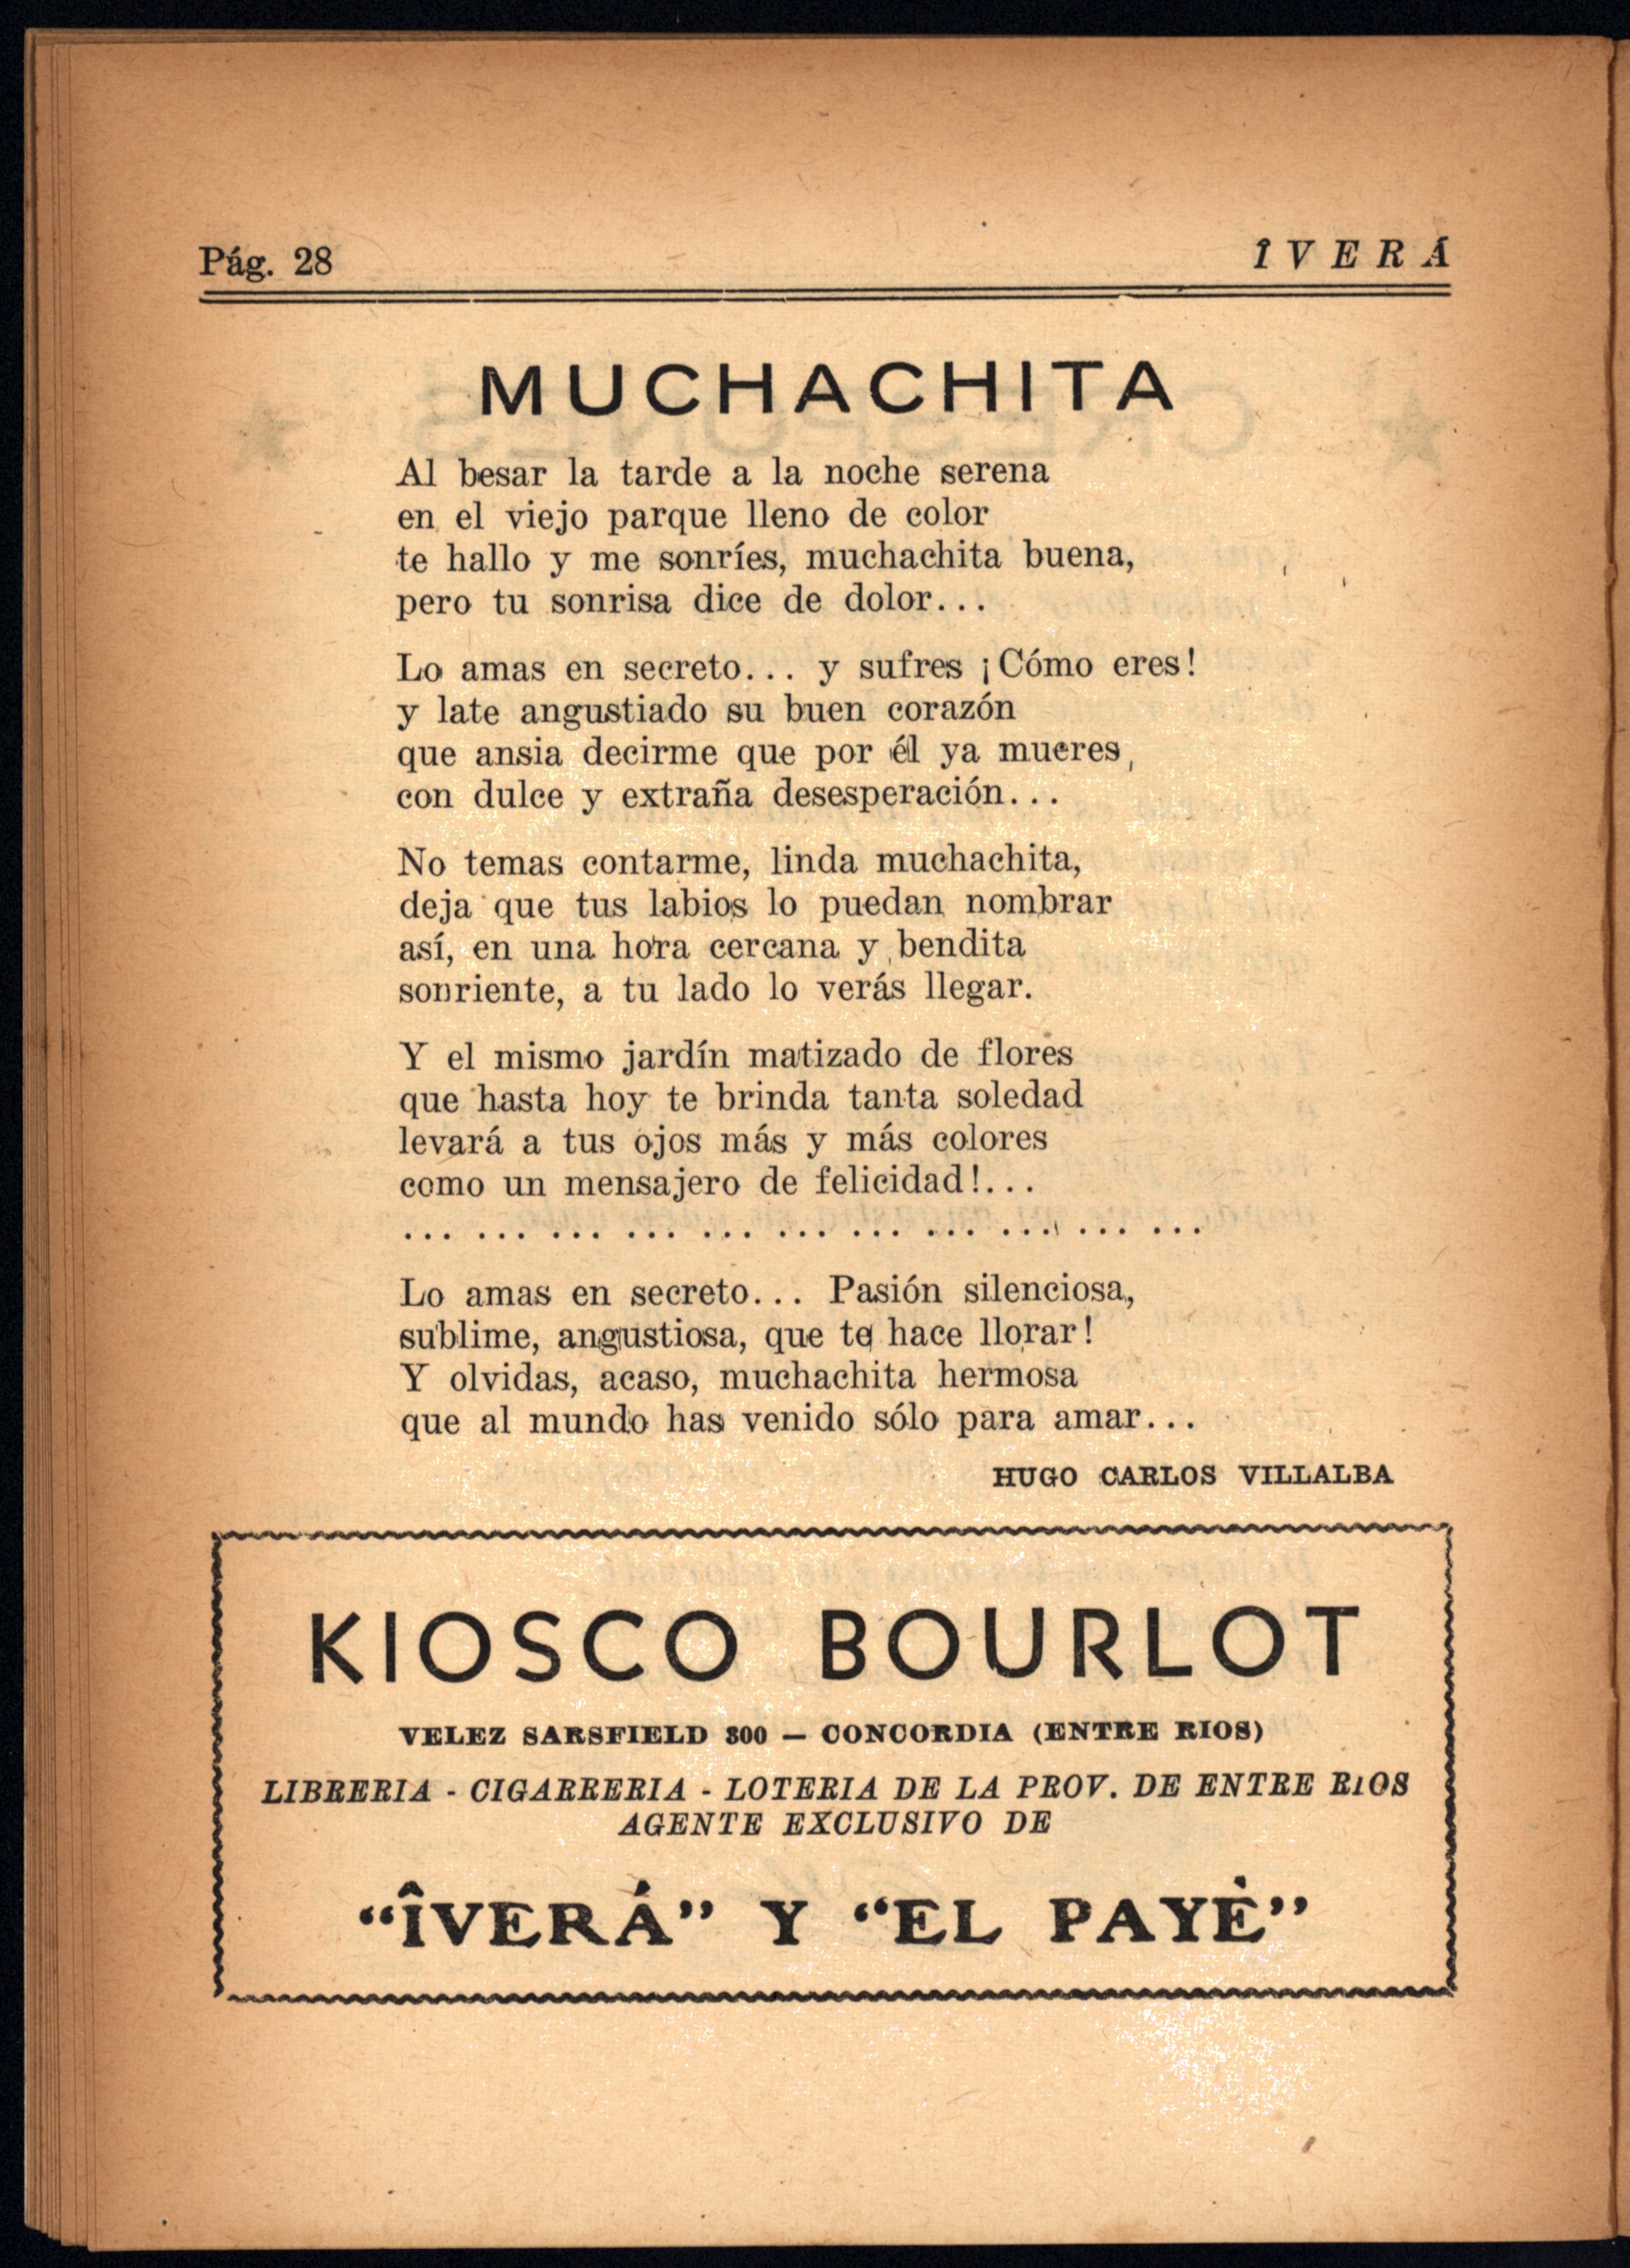 Pág. 28
ÎVERÁ
MUCHACHITA
Al besar la tarde a la noche serena
en el viejo parque lleno de color
te hallo y me sonríes, muchachita buena,
pero tu sonrisa dice de dolor...
Lo amas en secreto... y sufres ¡Cómo eres!
y late angustiado su buen corazón
que ansia decirme que por él ya mueres,
con dulce y extraña desesperación...
No temas contarme, linda muchachita,
deja que tus labios lo puedan nombrar
así, en una hora cercana y bendita
sonriente, a tu lado lo verás llegar.
Y el mismo jardín matizado de flores
que hasta hoy te brinda tanta soledad
levará a tus ojos más y más colores
como un mensajero de felicidad!...
... ... ... ... ... ... ... ... ... ... ...
Lo amas en secreto... Pasión silenciosa,
sublime, angustiosa, que te hace llorar!
Y olvidas, acaso, muchachita hermosa
que al mundo has venido sólo para amar...
HUGO CARLOS VILLALBA
KIOSCO BOURLOT
VELEZ SARSFIELD 300 — CONCORDIA (ENTRE RIOS)
LIBRERIA - CIGARRERIA - LOTERIA DE LA PROV. DE ENTRE RIOS
AGENTE EXCLUSIVO DE
“ÎVERÁ” Y “EL PAYÉ”